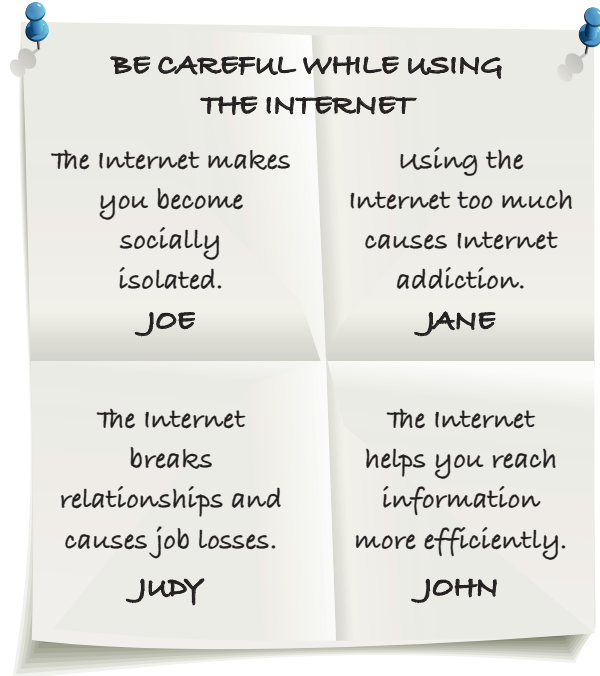 BE CAREFUL WHILE USING
THE INTERNET
The Internet makes
you become
socially
isolated.
JOE
Using the
Internet too much
causes Internet
addiction.
JANE
The Internet
breaks
relationships and
causes job losses.
JUDY
The Internet
helps you reach
information
more efficiently.
JOHN